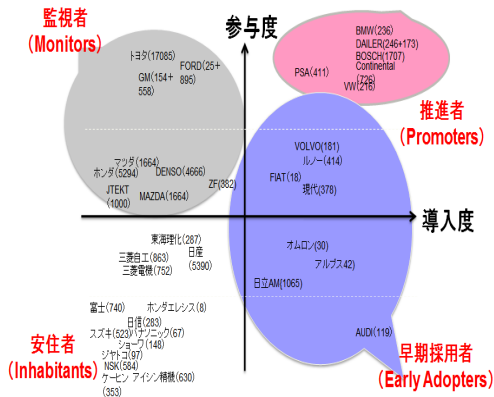 監視者
（Monitors）
参与度
トヨタ(17085)
FORD(25＋
895)
GM(154＋
558)
BMW(236)
DAILER(246+173)
BOSCH(1707)
Continental
(726)
PSA(411)
VW(216)
推進者
（Promoters）
マツダ(1664)
ホンダ(5294)
DENSO(4666)
JTEKT
(1000)
MAZDA(1664)
ZF(382)
VOLVO(181)
ルノー(414)
FIAT(18)
現代(378)
導入度
東海理化(287)
三菱自工(863)
三菱電機(752)
日産
(5390)
オムロン(30)
アルプス42)
日立AM(1065)
富士(740)
ホンダエレシス(8)
日信(283)
スズキ(523)
パナソニック(67)
ショーワ(148)
ジヤトコ(97)
NSK(584)
ケーヒン
(353)
アイシン精機(630)
安住者
（Inhabitants）
AUDI(119)
早期採用者
（Early Adopters）